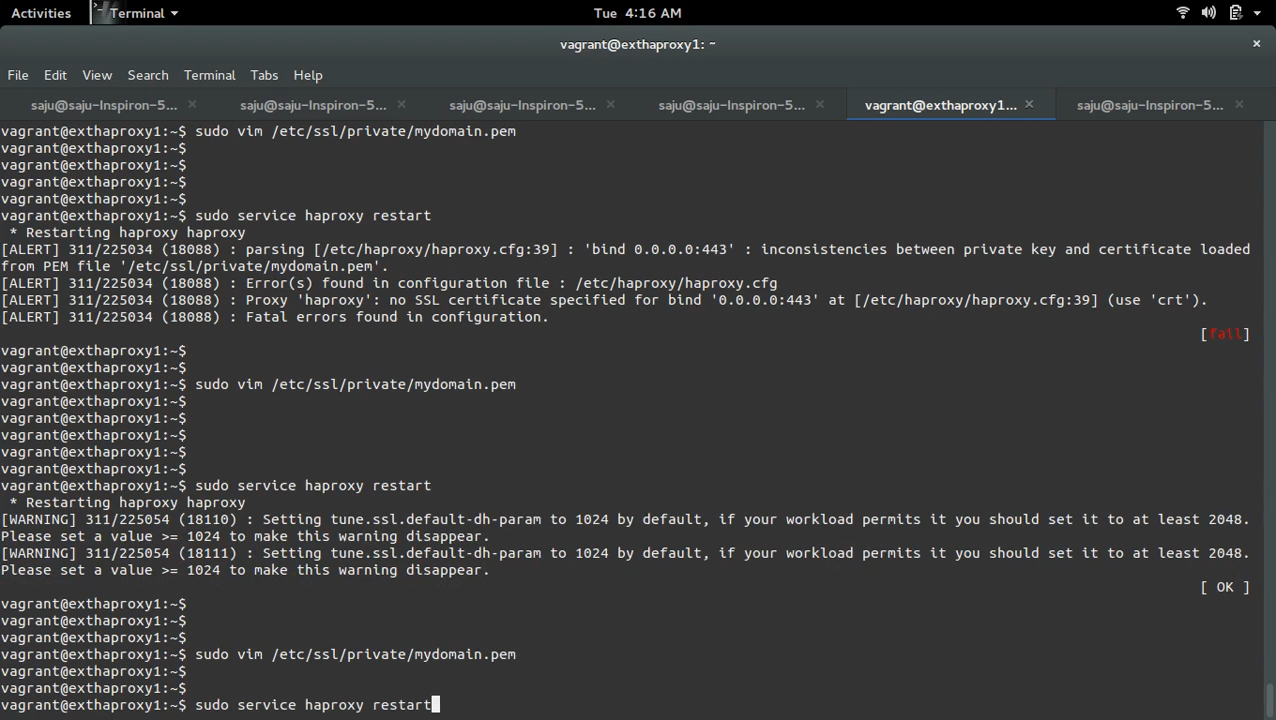 Activities
Terminal
Tue 4:16 AM
vagrant@exthaproxy1: ~
File Edit View Search Terminal Tabs Help
saju@saju-Inspiron-5... saju@saju-Inspiron-5... saju@saju-Inspiron-5... saju@saju-Inspiron-5... vagrant@exthaproxy1... saju@saju-Inspiron-5...
vagrant@exthaproxy1:~$ sudo vim /etc/ssl/private/mydomain.pem
vagrant@exthaproxy1:~$
vagrant@exthaproxy1:~$
vagrant@exthaproxy1:~$
vagrant@exthaproxy1:~$
vagrant@exthaproxy1:~$ sudo service haproxy restart
* Restarting haproxy haproxy
[ALERT] 311/225034 (18088) : parsing [/etc/haproxy/haproxy.cfg:39] : 'bind 0.0.0.0:443' : inconsistencies between private key and certificate loaded
from PEM file '/etc/ssl/private/mydomain.pem'.
[ALERT] 311/225034 (18088) : Error(s) found in configuration file : /etc/haproxy/haproxy.cfg
[ALERT] 311/225034 (18088) : Proxy 'haproxy': no SSL certificate specified for bind '0.0.0.0:443' at [/etc/haproxy/haproxy.cfg:39] (use 'crt').
[ALERT] 311/225034 (18088) : Fatal errors found in configuration.
[fail]
vagrant@exthaproxy1:~$
vagrant@exthaproxy1:~$
vagrant@exthaproxy1:~$ sudo vim /etc/ssl/private/mydomain.pem
vagrant@exthaproxy1:~$
vagrant@exthaproxy1:~$
vagrant@exthaproxy1:~$
vagrant@exthaproxy1:~$
vagrant@exthaproxy1:~$
vagrant@exthaproxy1:~$ sudo service haproxy restart
* Restarting haproxy haproxy
[WARNING] 311/225054 (18110) : Setting tune.ssl.default-dh-param to 1024 by default, if your workload permits it you should set it to at least 2048.
Please set a value >= 1024 to make this warning disappear.
[WARNING] 311/225054 (18111) : Setting tune.ssl.default-dh-param to 1024 by default, if your workload permits it you should set it to at least 2048.
Please set a value >= 1024 to make this warning disappear.
[ OK ]
vagrant@exthaproxy1:~$
vagrant@exthaproxy1:~$
vagrant@exthaproxy1:~$
vagrant@exthaproxy1:~$ sudo vim /etc/ssl/private/mydomain.pem
vagrant@exthaproxy1:~$
vagrant@exthaproxy1:~$
vagrant@exthaproxy1:~$ sudo service haproxy restart